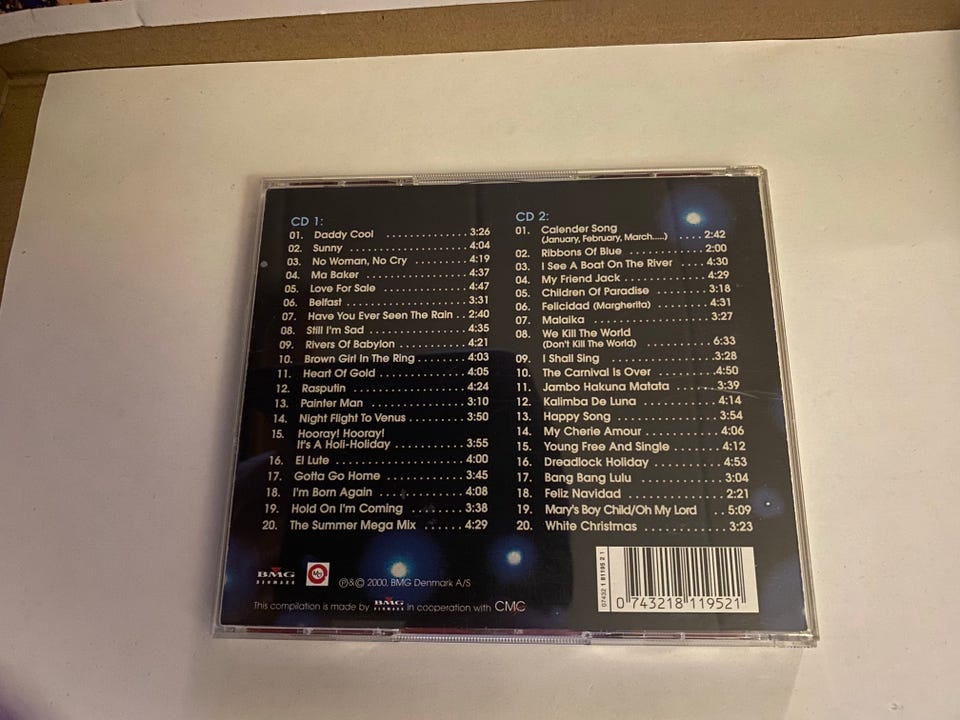 CD 1:
01. Daddy Cool ............... 3:26
02. Sunny ............... 4:04
03. No Woman, No Cry ......... 4:19
04. Ma Baker ............... 4:37
05. Love For Sale ............... 4:47
06. Belfast ............... 3:31
07. Have You Ever Seen The Rain .. 2:40
08. Still I'm Sad ............... 4:35
09. Rivers Of Babylon ............ 4:21
10. Brown Girl In The Ring ........ 4:03
11. Heart Of Gold ............... 4:05
12. Rasputin ............... 4:24
13. Painter Man ............... 3:10
14. Night Flight To Venus ......... 3:50
15. Hooray! Hooray!
It's A Holi-Holiday ............ 3:55
16. El Lute ............... 4:00
17. Gotta Go Home ............ 3:45
18. I'm Born Again ............ 4:08
19. Hold On I'm Coming ........ 3:38
20. The Summer Mega Mix ....... 4:29
CD 2:
01. Calender Song
(January, February, March.....) .... 2:42
02. Ribbons Of Blue ............ 2:00
03. I See A Boat On The River .... 4:30
04. My Friend Jack ............ 4:29
05. Children Of Paradise ......... 3:18
06. Felicidad (Margherita) ......... 4:31
07. Malaika ............... 3:27
08. We Kill The World
(Don't Kill The World) ......... 6:33
09. I Shall Sing ............... 3:28
10. The Carnival Is Over ......... 4:50
11. Jambo Hakuna Matata ....... 3:39
12. Kalimba De Luna ............ 4:14
13. Happy Song ............... 3:54
14. My Cherie Amour ............ 4:06
15. Young Free And Single ........ 4:12
16. Dreadlock Holiday ............ 4:53
17. Bang Bang Lulu ............ 3:04
18. Feliz Navidad ............... 2:21
19. Mary's Boy Child/Oh My Lord .... 5:09
20. White Christmas ............ 3:23
BMG
DENMARK
℗&© 2000, BMG Denmark A/S
This compilation is made by BMG DENMARK in cooperation with CMC
07432 1 81195 2 1
0 743218 119521